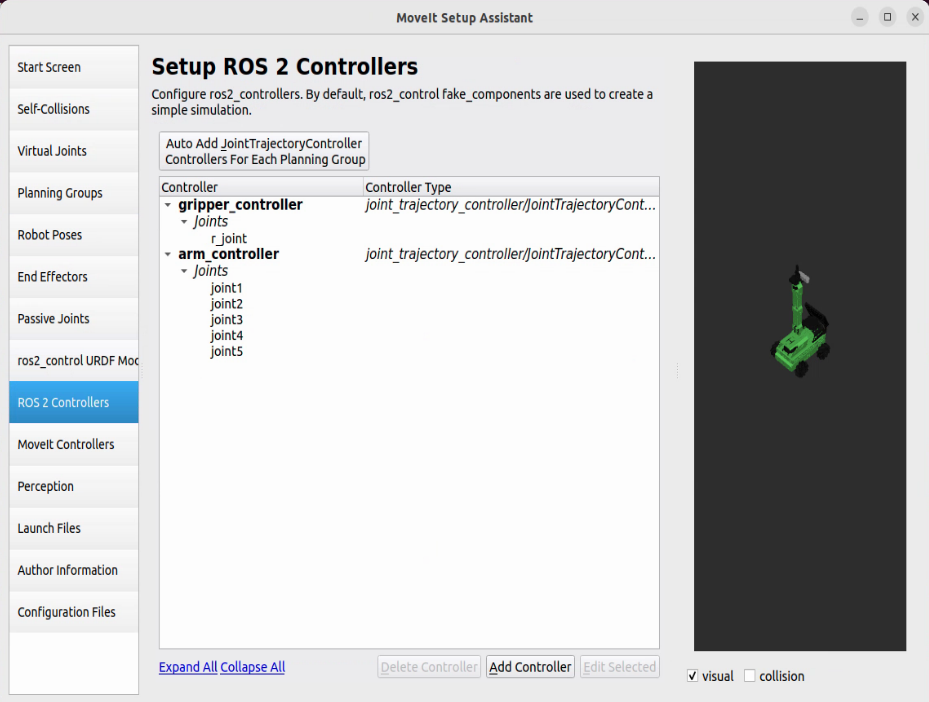 MoveIt Setup Assistant
Start Screen
Self-Collisions
Virtual Joints
Planning Groups
Robot Poses
End Effectors
Passive Joints
ros2_control URDF Mod
ROS 2 Controllers
MoveIt Controllers
Perception
Launch Files
Author Information
Configuration Files
Setup ROS 2 Controllers
Configure ros2_controllers. By default, ros2_control fake_components are used to create a
simple simulation.
Auto Add JointTrajectoryController
Controllers For Each Planning Group
Controller Controller Type
gripper_controller joint_trajectory_controller/JointTrajectoryCont...
Joints
r_joint
arm_controller joint_trajectory_controller/JointTrajectoryCont...
Joints
joint1
joint2
joint3
joint4
joint5
Expand All Collapse All Delete Controller Add Controller Edit Selected
visual collision